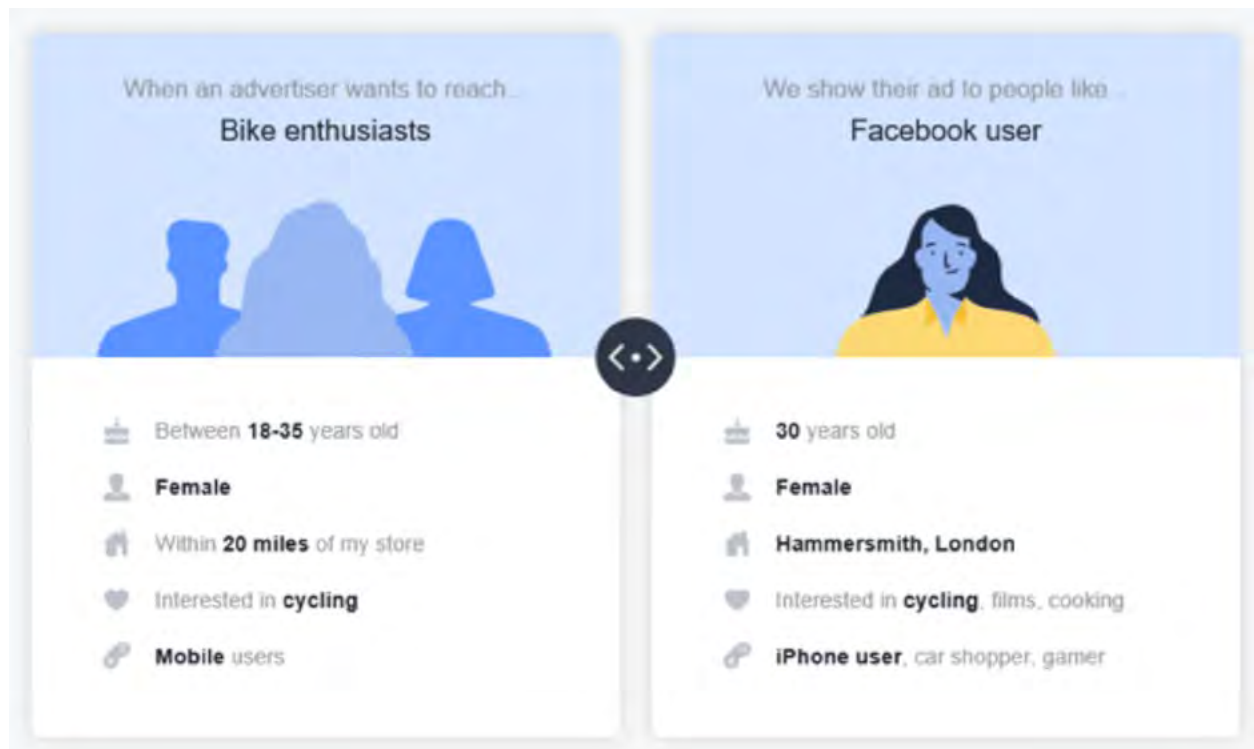 When an advertiser wants to reach...
Bike enthusiasts
Between 18-35 years old
Female
Within 20 miles of my store
Interested in cycling
Mobile users
We show their ad to people like...
Facebook user
30 years old
Female
Hammersmith, London
Interested in cycling, films, cooking
iPhone user, car shopper, gamer